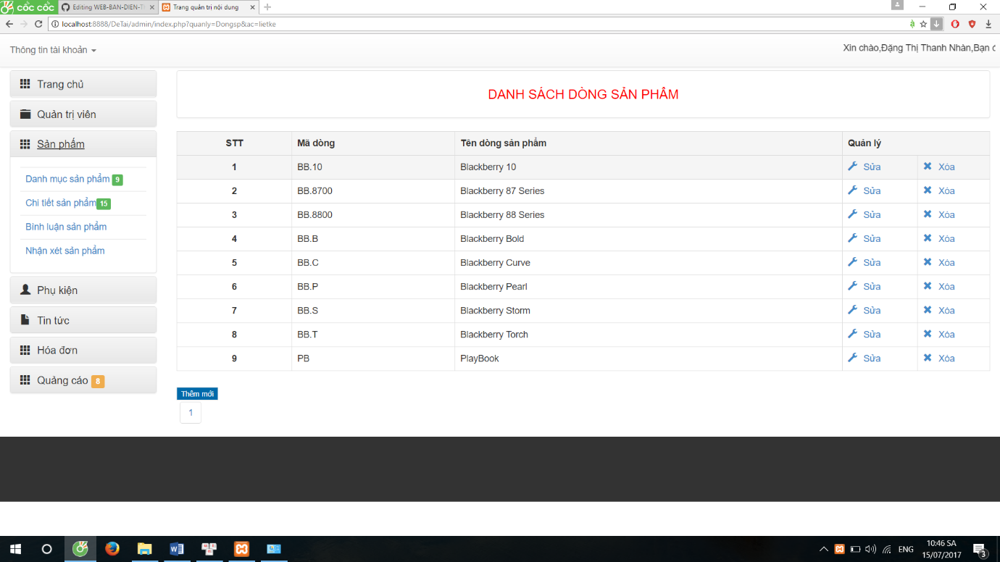 cốc cốc
Editing WEB-BAN-DIEN-T
Trang quản trị nội dung
localhost:8888/DeTai/admin/index.php?quanly=Dongsp&ac=lietke
Thông tin tài khoản
Xin chào,Đặng Thị Thanh Nhàn,Bạn
DANH SÁCH DÒNG SẢN PHẨM
Trang chủ
Quản trị viên
Sản phẩm
Danh mục sản phẩm 9
Chi tiết sản phẩm 15
Bình luận sản phẩm
Nhận xét sản phẩm
Phụ kiện
Tin tức
Hóa đơn
Quảng cáo 8
STT Mã dòng Tên dòng sản phẩm Quản lý
1 BB.10 Blackberry 10 Sửa Xóa
2 BB.8700 Blackberry 87 Series Sửa Xóa
3 BB.8800 Blackberry 88 Series Sửa Xóa
4 BB.B Blackberry Bold Sửa Xóa
5 BB.C Blackberry Curve Sửa Xóa
6 BB.P Blackberry Pearl Sửa Xóa
7 BB.S Blackberry Storm Sửa Xóa
8 BB.T Blackberry Torch Sửa Xóa
9 PB PlayBook Sửa Xóa
Thêm mới
1
ENG
10:46 SA
15/07/2017
3